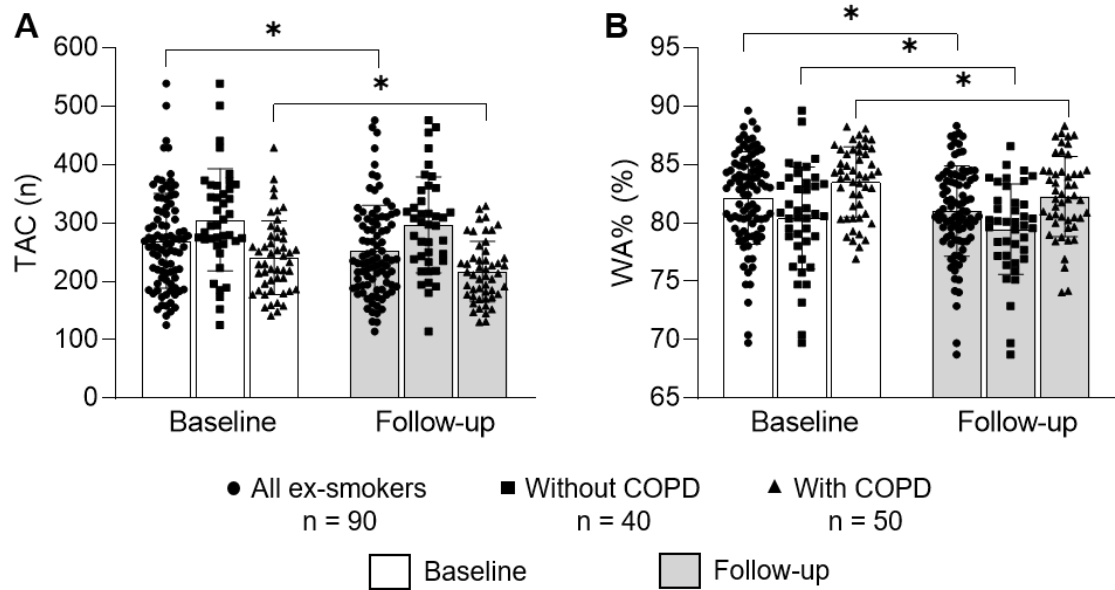 A
TAC (n)
600
500
400
300
200
100
0
*
*
Baseline Follow-up
B
WA% (%)
95
90
85
80
75
70
65
*
*
*
Baseline Follow-up
● All ex-smokers ■ Without COPD ▲ With COPD
n = 90 n = 40 n = 50
Baseline Follow-up